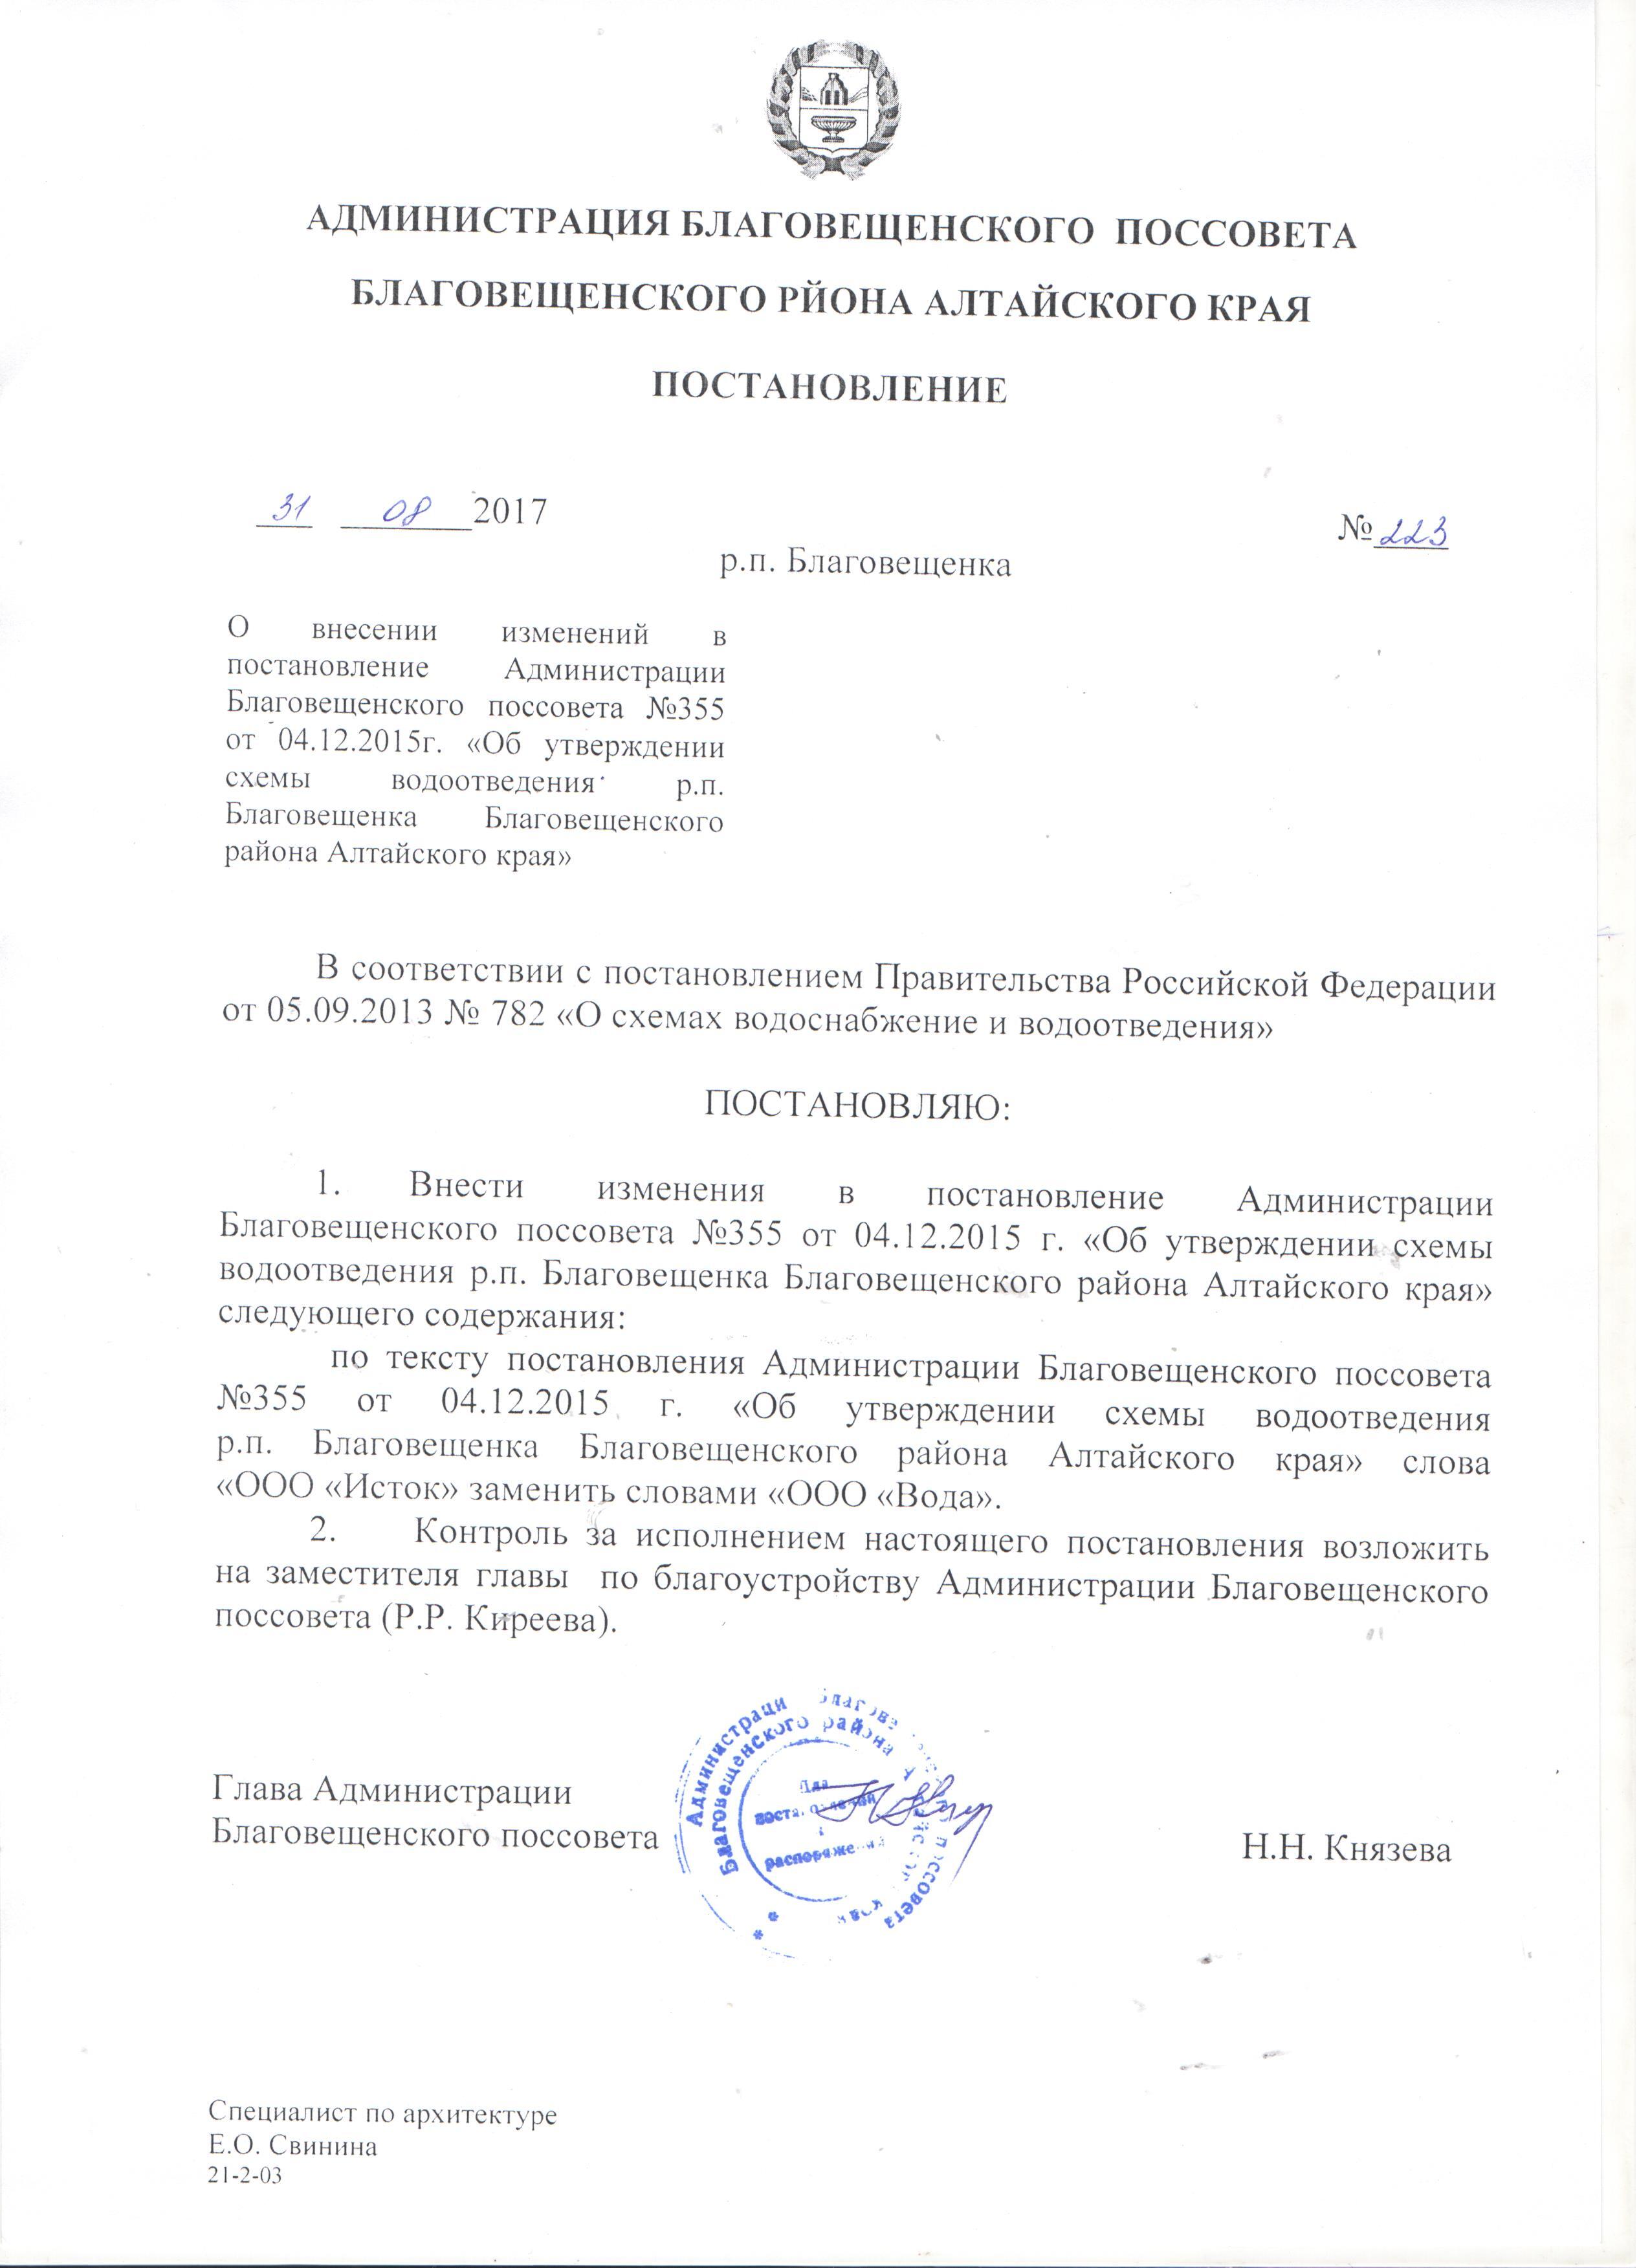 АДМИНИСТРАЦИЯ БЛАГОВЕЩЕНСКОГО ПОССОВЕТА
БЛАГОВЕЩЕНСКОГО РЙОНА АЛТАЙСКОГО КРАЯ
ПОСТАНОВЛЕНИЕ
31 08 2017
№ 223
р.п. Благовещенка
О внесении изменений в
постановление Администрации
Благовещенского поссовета №355
от 04.12.2015г. «Об утверждении
схемы водоотведения р.п.
Благовещенка Благовещенского
района Алтайского края»
В соответствии с постановлением Правительства Российской Федерации
от 05.09.2013 № 782 «О схемах водоснабжение и водоотведения»
ПОСТАНОВЛЯЮ:
1. Внести изменения в постановление Администрации
Благовещенского поссовета №355 от 04.12.2015 г. «Об утверждении схемы
водоотведения р.п. Благовещенка Благовещенского района Алтайского края»
следующего содержания:
по тексту постановления Администрации Благовещенского поссовета
№355 от 04.12.2015 г. «Об утверждении схемы водоотведения
р.п. Благовещенка Благовещенского района Алтайского края» слова
«ООО «Исток» заменить словами «ООО «Вода».
2. Контроль за исполнением настоящего постановления возложить
на заместителя главы по благоустройству Администрации Благовещенского
поссовета (Р.Р. Киреева).
Администраци поссовета
Благовещенского района
Для
Глава Администрации
Благовещенского поссовета
Н.Н. Князева
Специалист по архитектуре
Е.О. Свинина
21-2-03